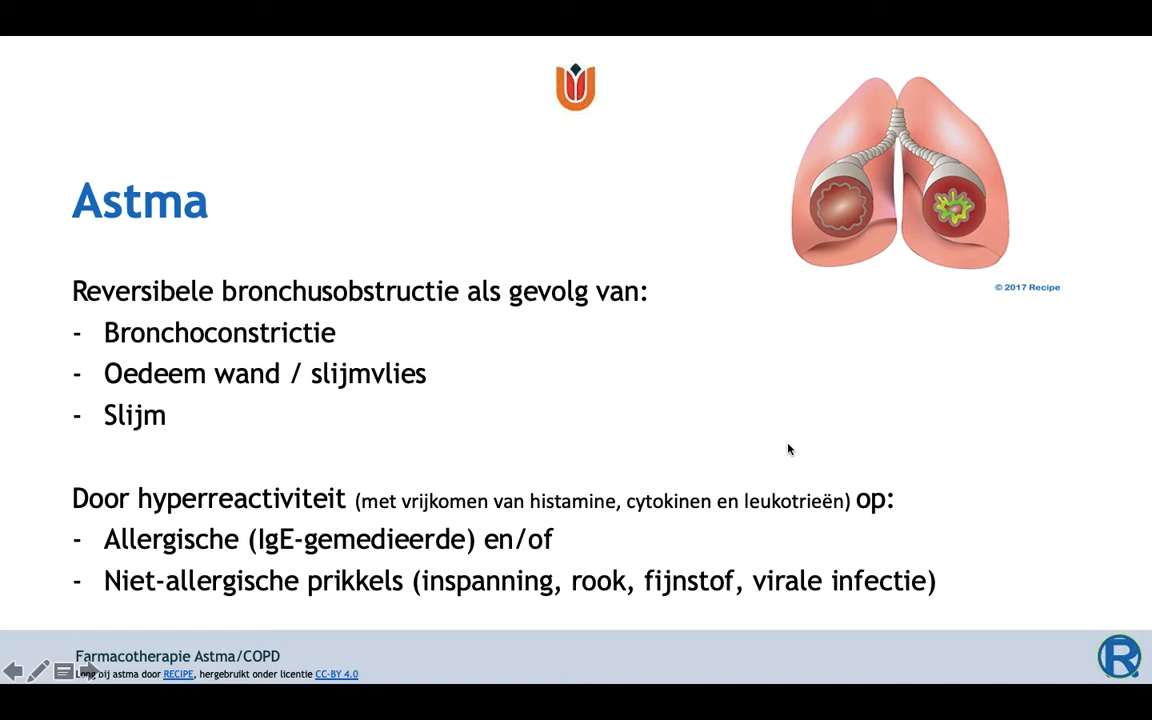 Astma
© 2017 Recipe
Reversibele bronchusobstructie als gevolg van:
- Bronchoconstrictie
- Oedeem wand / slijmvlies
- Slijm
Door hyperreactiviteit (met vrijkomen van histamine, cytokinen en leukotrieën) op:
- Allergische (IgE-gemedieerde) en/of
- Niet-allergische prikkels (inspanning, rook, fijnstof, virale infectie)
Farmacotherapie Astma/COPD
Long bij astma door RECIPE, hergebruikt onder licentie CC-BY 4.0
R